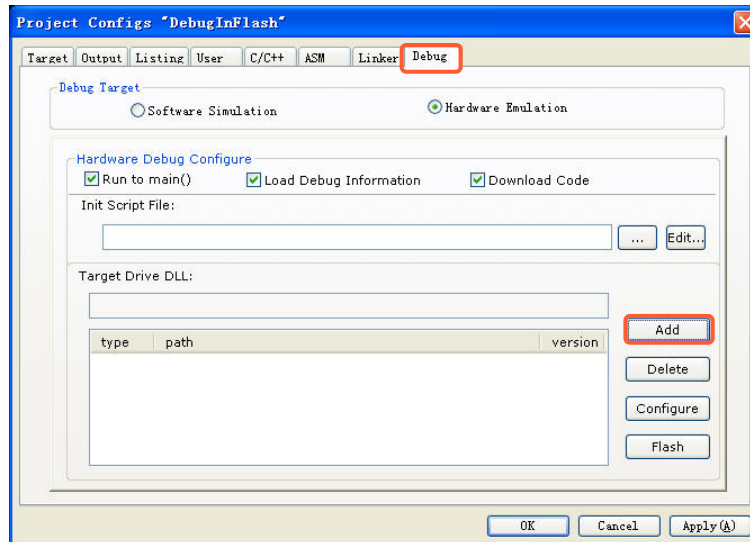 Project Configs "DebugInFlash"
Target Output Listing User C/C++ ASM Linker Debug
Debug Target
Software Simulation Hardware Emulation
Hardware Debug Configure
Run to main() Load Debug Information Download Code
Init Script File:
... Edit...
Target Drive DLL:
Add
type path version
Delete
Configure
Flash
OK Cancel Apply(A)